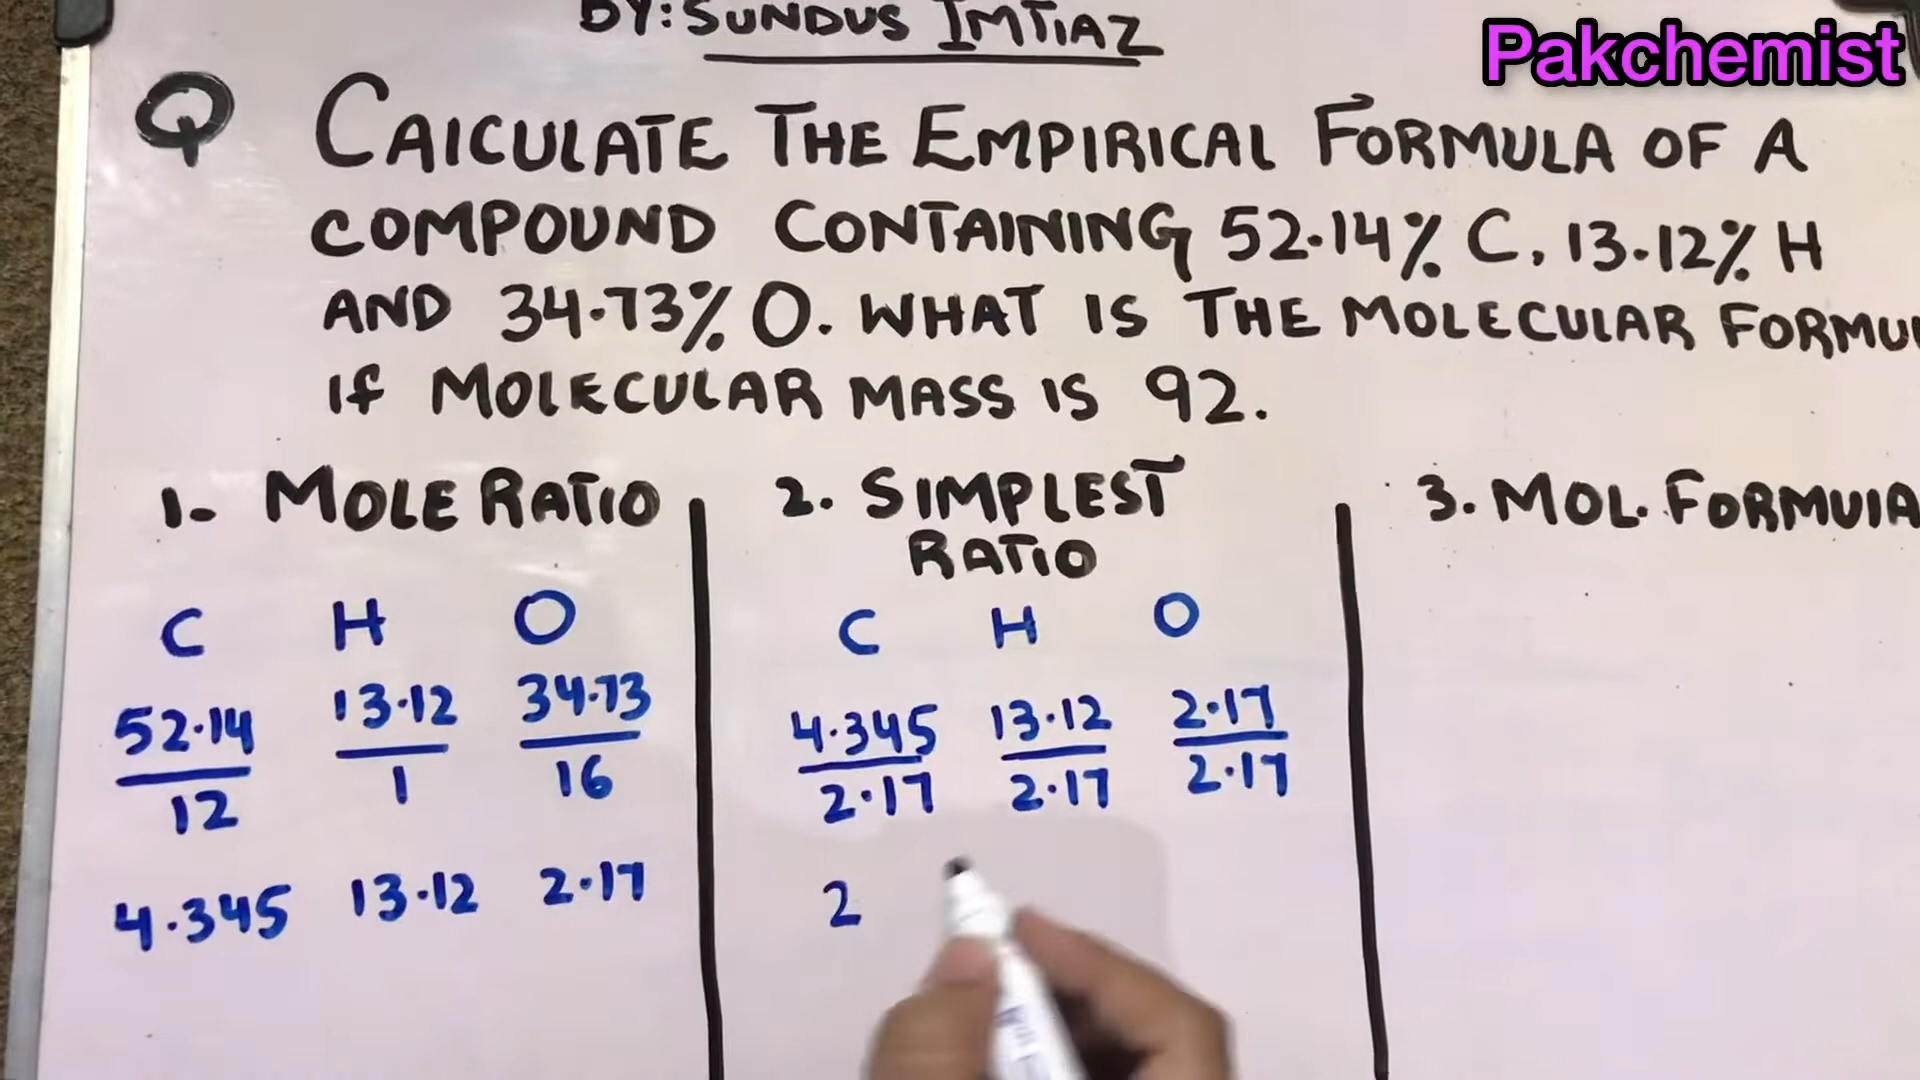 BY: SUNDUS IMTIAZ
Pakchemist
Q CALCULATE THE EMPIRICAL FORMULA OF A
COMPOUND CONTAINING 52.14% C, 13.12% H
AND 34.73% O. WHAT IS THE MOLECULAR FORMU
IF MOLECULAR MASS IS 92.
1. MOLE RATIO
C H O
52.14 13.12 34.73
12 1 16
4.345 13.12 2.17
2. SIMPLEST
RATIO
C H O
4.345 13.12 2.17
2.17 2.17 2.17
2
3. MOL. FORMULA